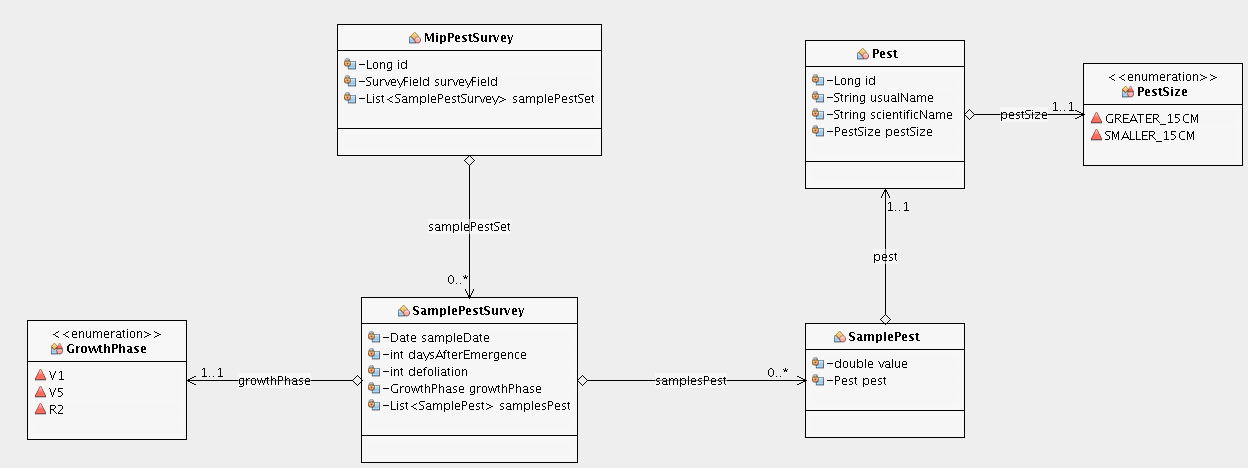 MipPestSurvey
-Long id
-SurveyField surveyField
-List<SamplePestSurvey> samplePestSet
Pest
-Long id
-String usualName
-String scientificName
-PestSize pestSize
pestSize
1..1
<<enumeration>>
PestSize
GREATER_15CM
SMALLER_15CM
samplePestSet
0..*
1..1
pest
<<enumeration>>
GrowthPhase
V1
V5
R2
1..1
growthPhase
SamplePestSurvey
-Date sampleDate
-int daysAfterEmergence
-int defoliation
-GrowthPhase growthPhase
-List<SamplePest> samplesPest
samplesPest
0..*
SamplePest
-double value
-Pest pest